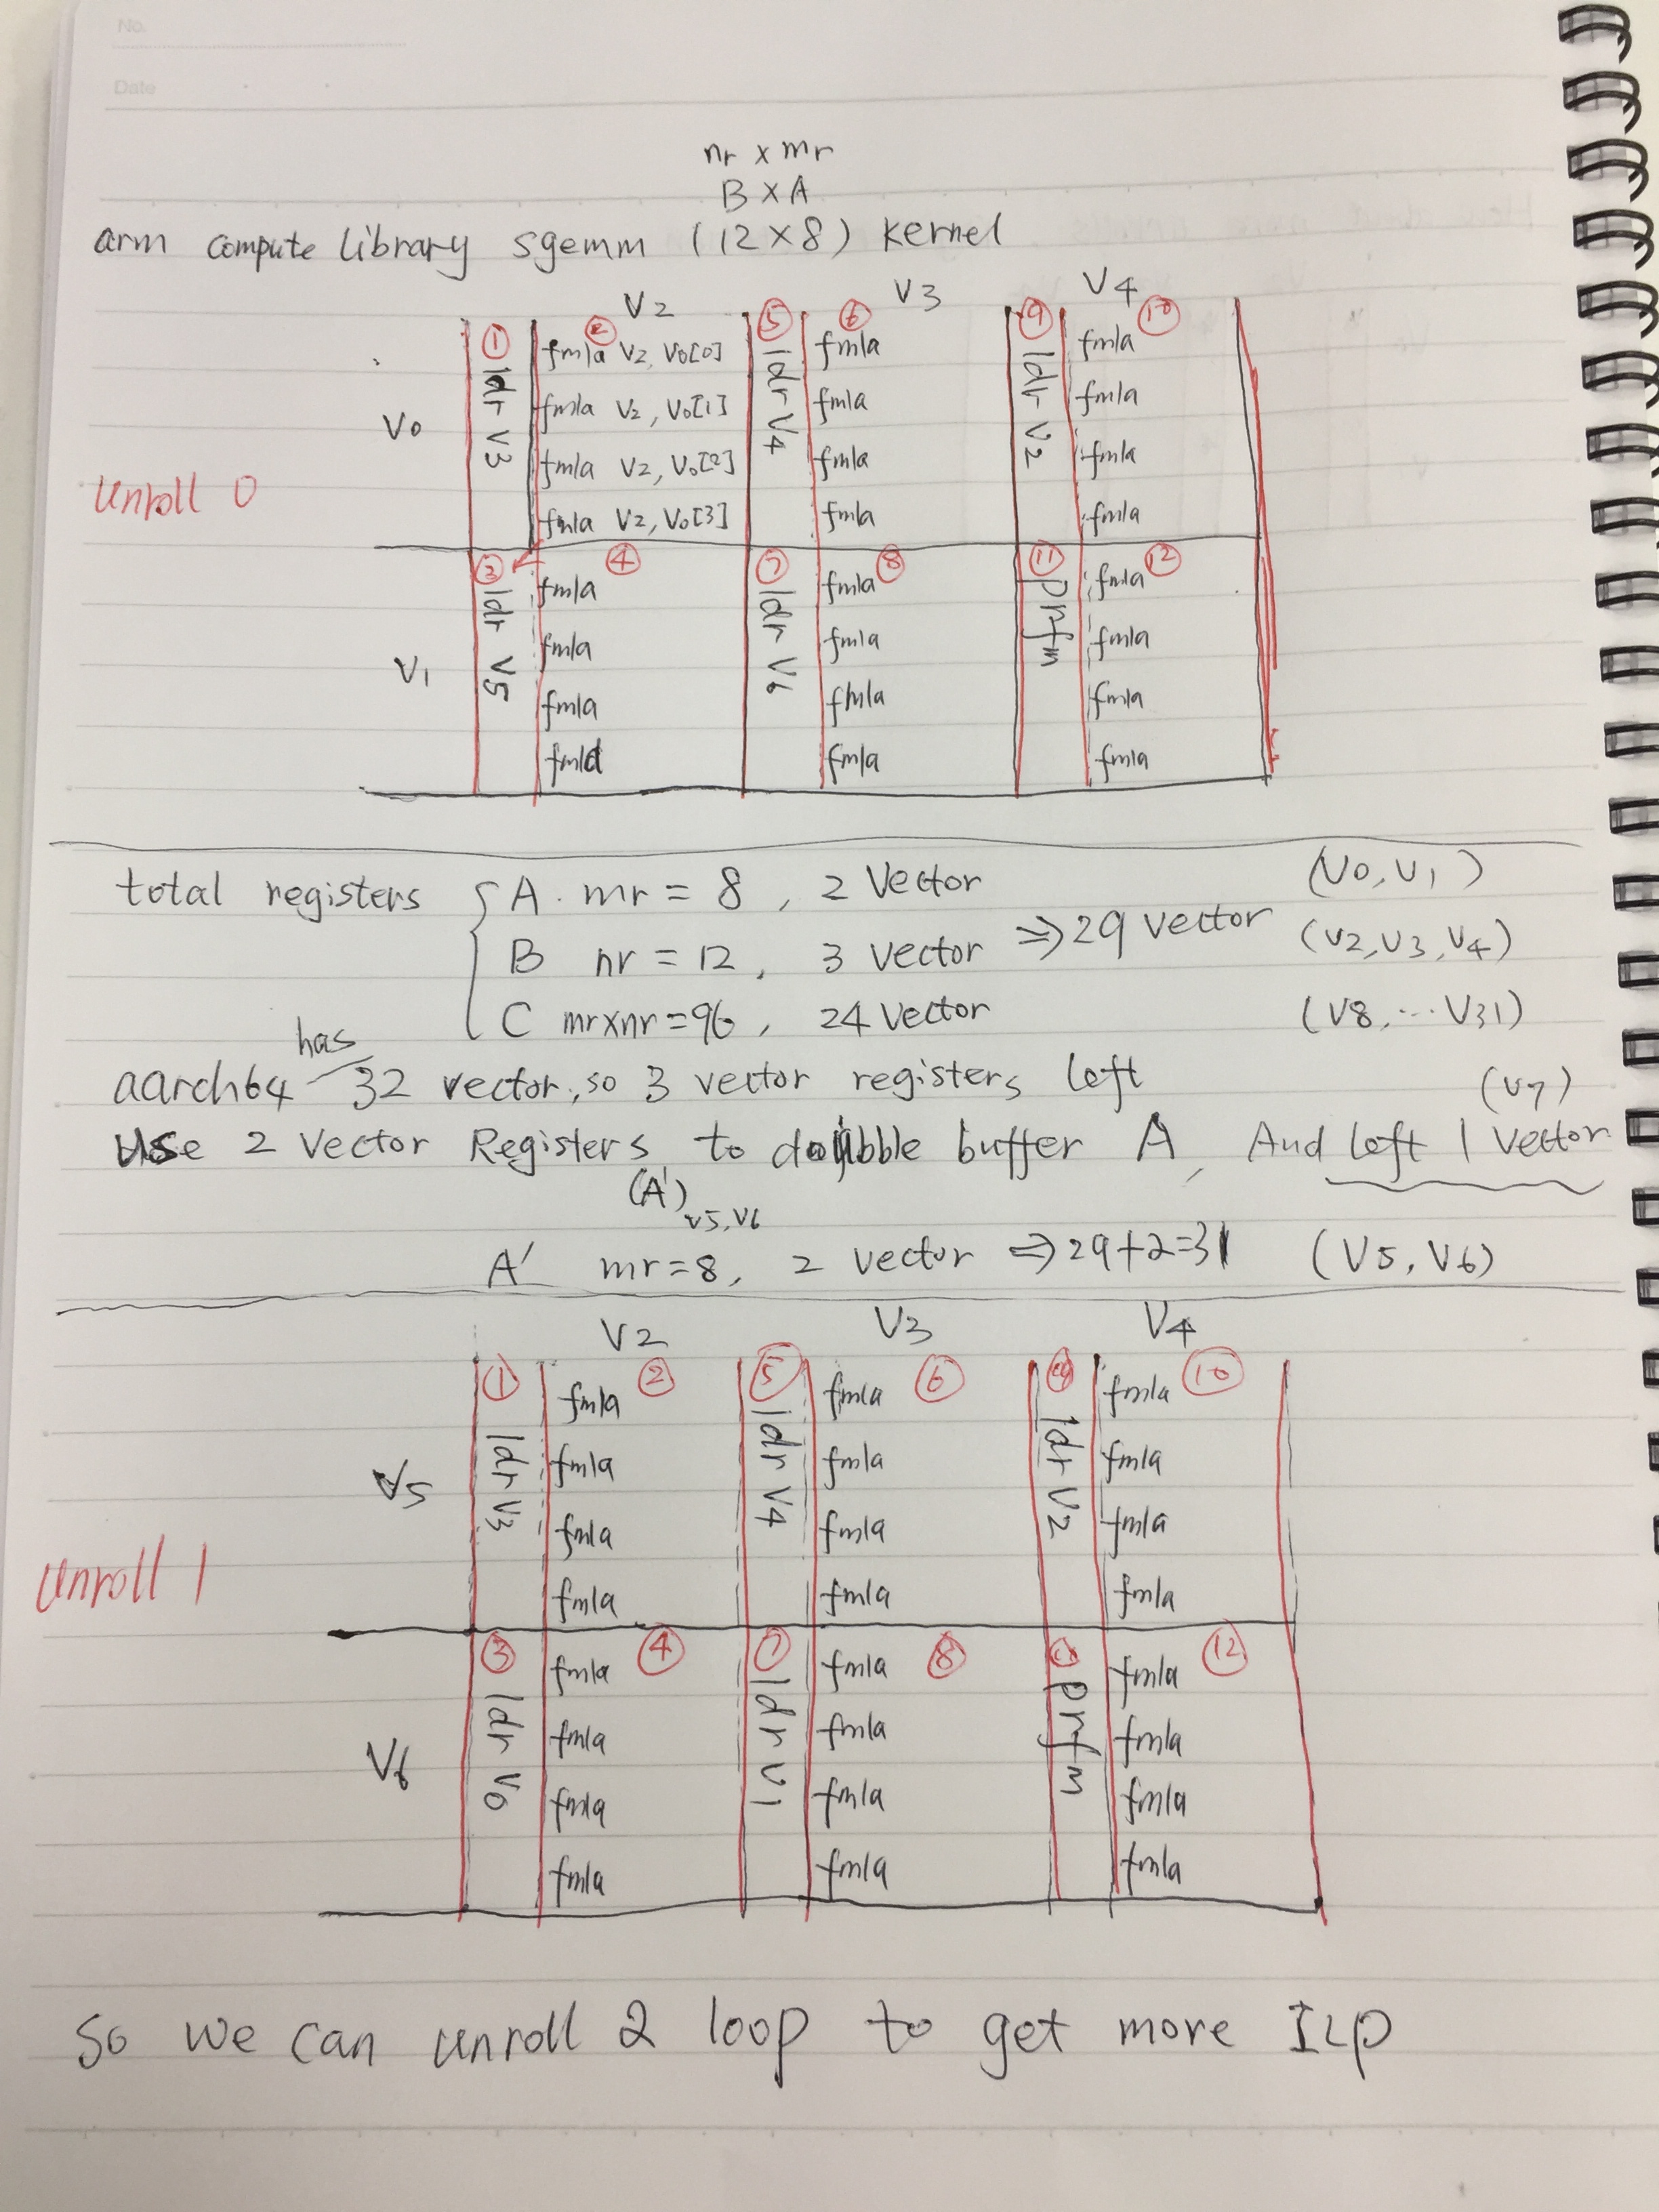 No.
Date
nr x mr
B X A
arm compute library sgemm (12X8) kernel
V2 V3 V4
① ② ⑤ ⑥ ⑨ ⑩
ldr V3 fmla V2, V0[0] ldr V4 fmla ldr V2 fmla
V0 fmla V2, V0[1] fmla fmla
fmla V2, V0[2] fmla fmla
Unroll 0
fmla V2, V0[3] fmla fmla
③ ④ ⑦ ⑧ ⑪ ⑫
ldr V5 fmla ldr V6 fmla prfm fmla
V1 fmla fmla fmla
fmla fmla fmla
fmla fmla fmla
total registers { A. mr = 8, 2 Vector (V0, V1)
B nr = 12, 3 vector ⇒ 29 vector (V2, V3, V4)
C mrxnr=96, 24 Vector (V8, ... V31)
aarch64 has 32 vector, so 3 vector registers left (V7)
Use 2 Vector Registers to doubble buffer A, And left 1 vector
(A') V5, V6
A' mr=8, 2 vector ⇒ 29+2=31 (V5, V6)
V2 V3 V4
① ② ⑤ ⑥ ⑨ ⑩
ldr V3 fmla ldr V4 fmla ldr V2 fmla
V5 fmla fmla fmla
fmla fmla fmla
Unroll 1
fmla fmla fmla
③ ④ ⑦ ⑧ ⑪ ⑫
ldr V0 fmla ldr V1 fmla prfm fmla
V6 fmla fmla fmla
fmla fmla fmla
fmla fmla fmla
So we can unroll 2 loop to get more ILP